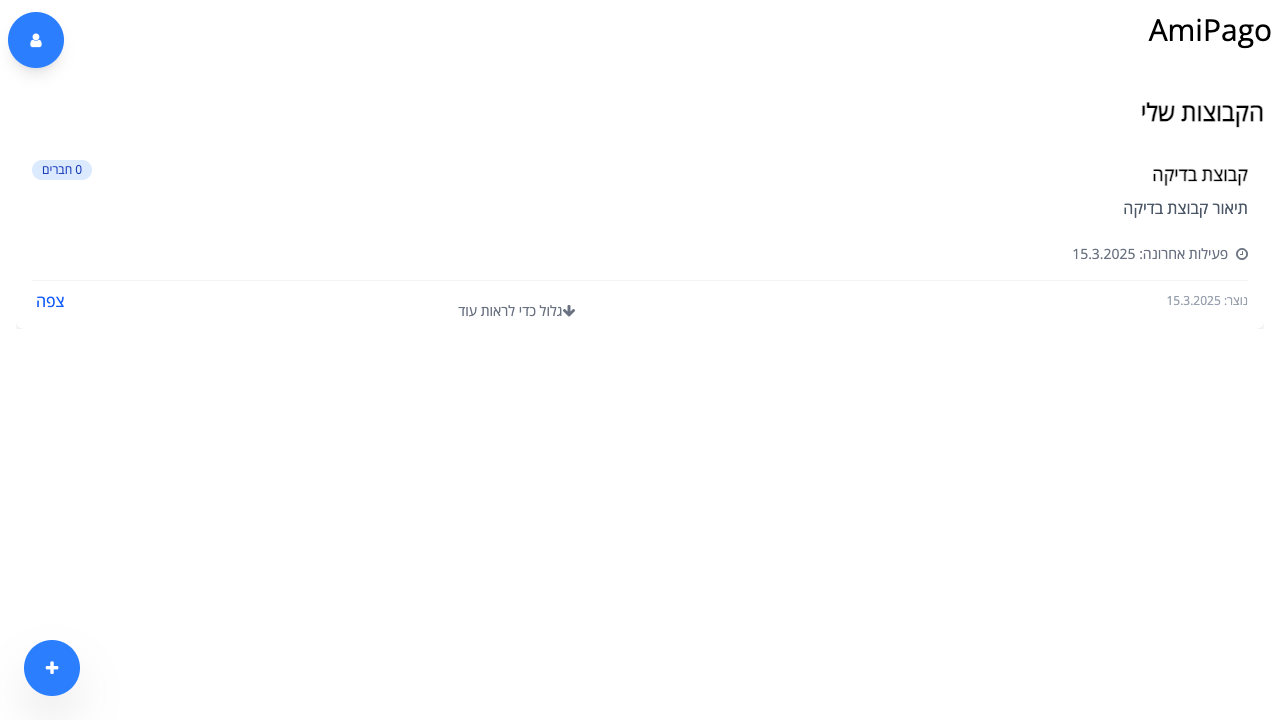 AmiPago
הקבוצות שלי
קבוצת בדיקה
0 חברים
תיאור קבוצת בדיקה
פעילות אחרונה: 15.3.2025
נוצר: 15.3.2025
גלול כדי לראות עוד
צפה